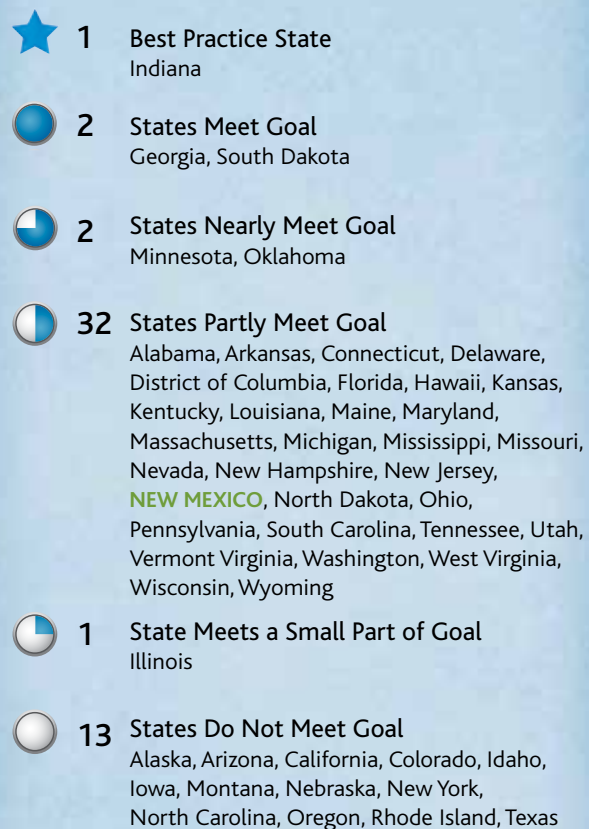 1 Best Practice State
Indiana
2 States Meet Goal
Georgia, South Dakota
2 States Nearly Meet Goal
Minnesota, Oklahoma
32 States Partly Meet Goal
Alabama, Arkansas, Connecticut, Delaware,
District of Columbia, Florida, Hawaii, Kansas,
Kentucky, Louisiana, Maine, Maryland,
Massachusetts, Michigan, Mississippi, Missouri,
Nevada, New Hampshire, New Jersey,
NEW MEXICO, North Dakota, Ohio,
Pennsylvania, South Carolina, Tennessee, Utah,
Vermont Virginia, Washington, West Virginia,
Wisconsin, Wyoming
1 State Meets a Small Part of Goal
Illinois
13 States Do Not Meet Goal
Alaska, Arizona, California, Colorado, Idaho,
Iowa, Montana, Nebraska, New York,
North Carolina, Oregon, Rhode Island, Texas